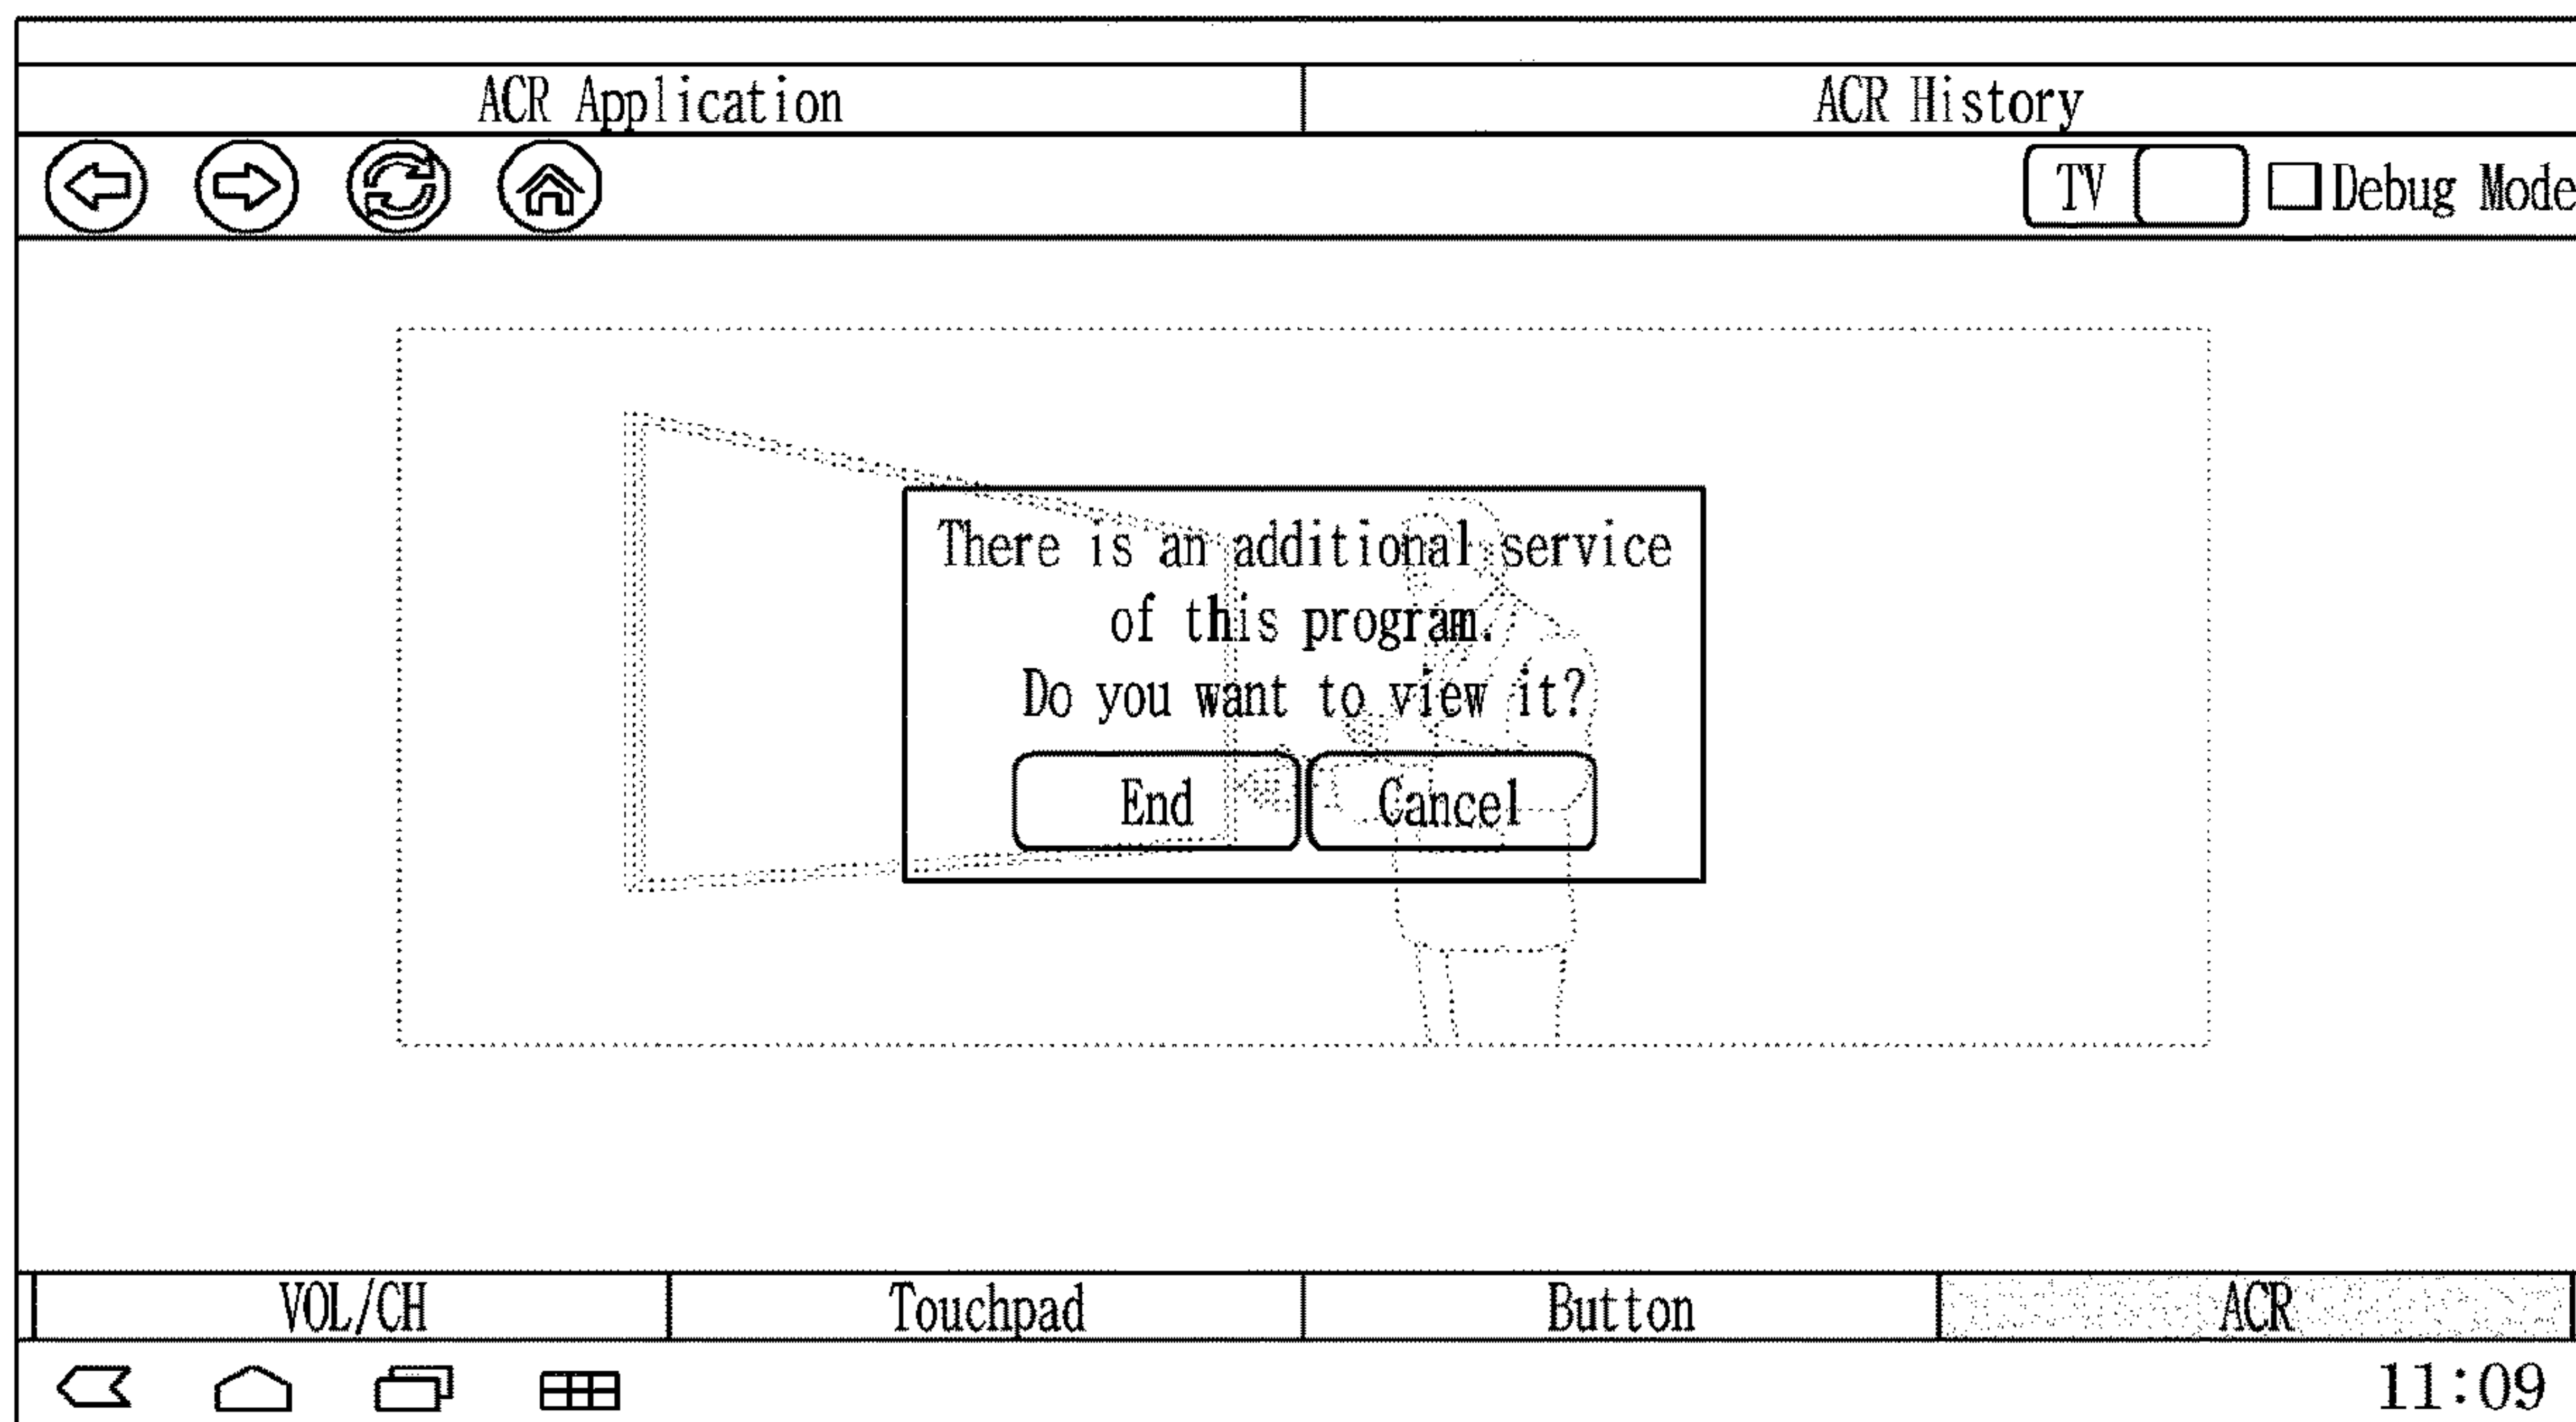 ACR Application
ACR History
TV
Debug Mode
There is an additional service
of this program.
Do you want to view it?
End
Cancel
VOL/CH
Touchpad
Button
ACR
11:09